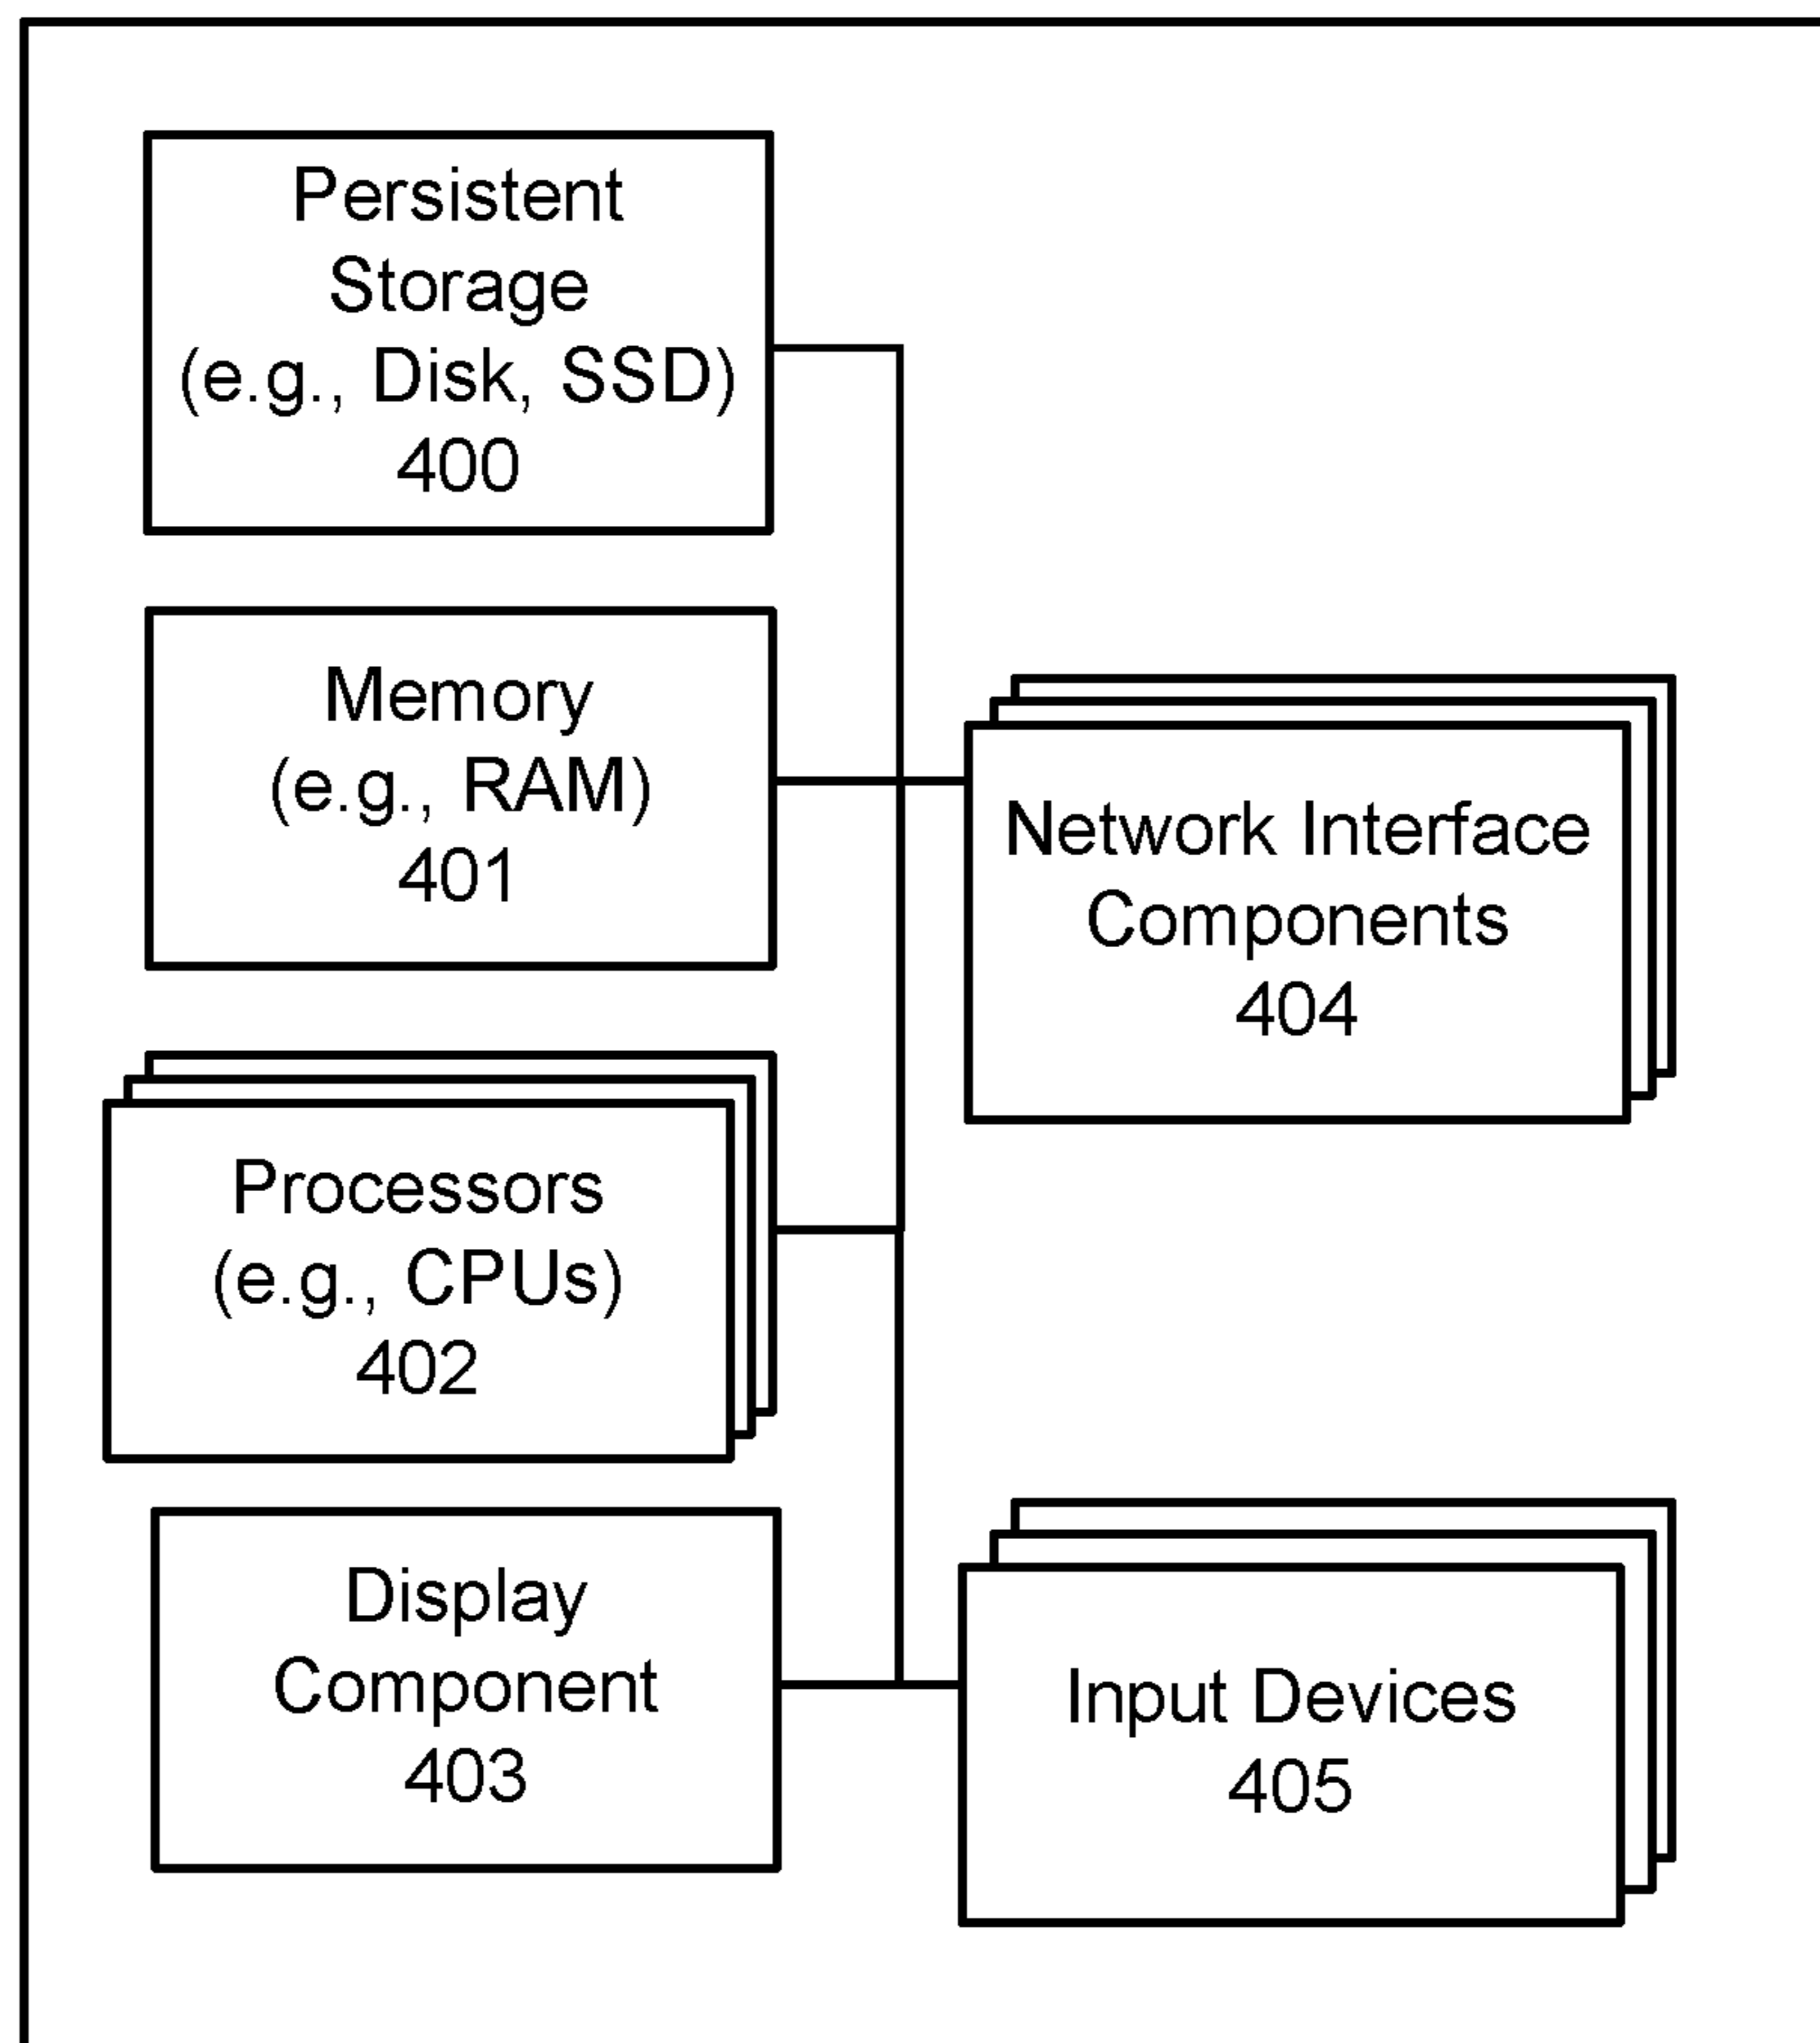 Persistent
Storage
(e.g., Disk, SSD)
400
Memory
(e.g., RAM)
401
Network Interface
Components
404
Processors
(e.g., CPUs)
402
Display
Component
403
Input Devices
405